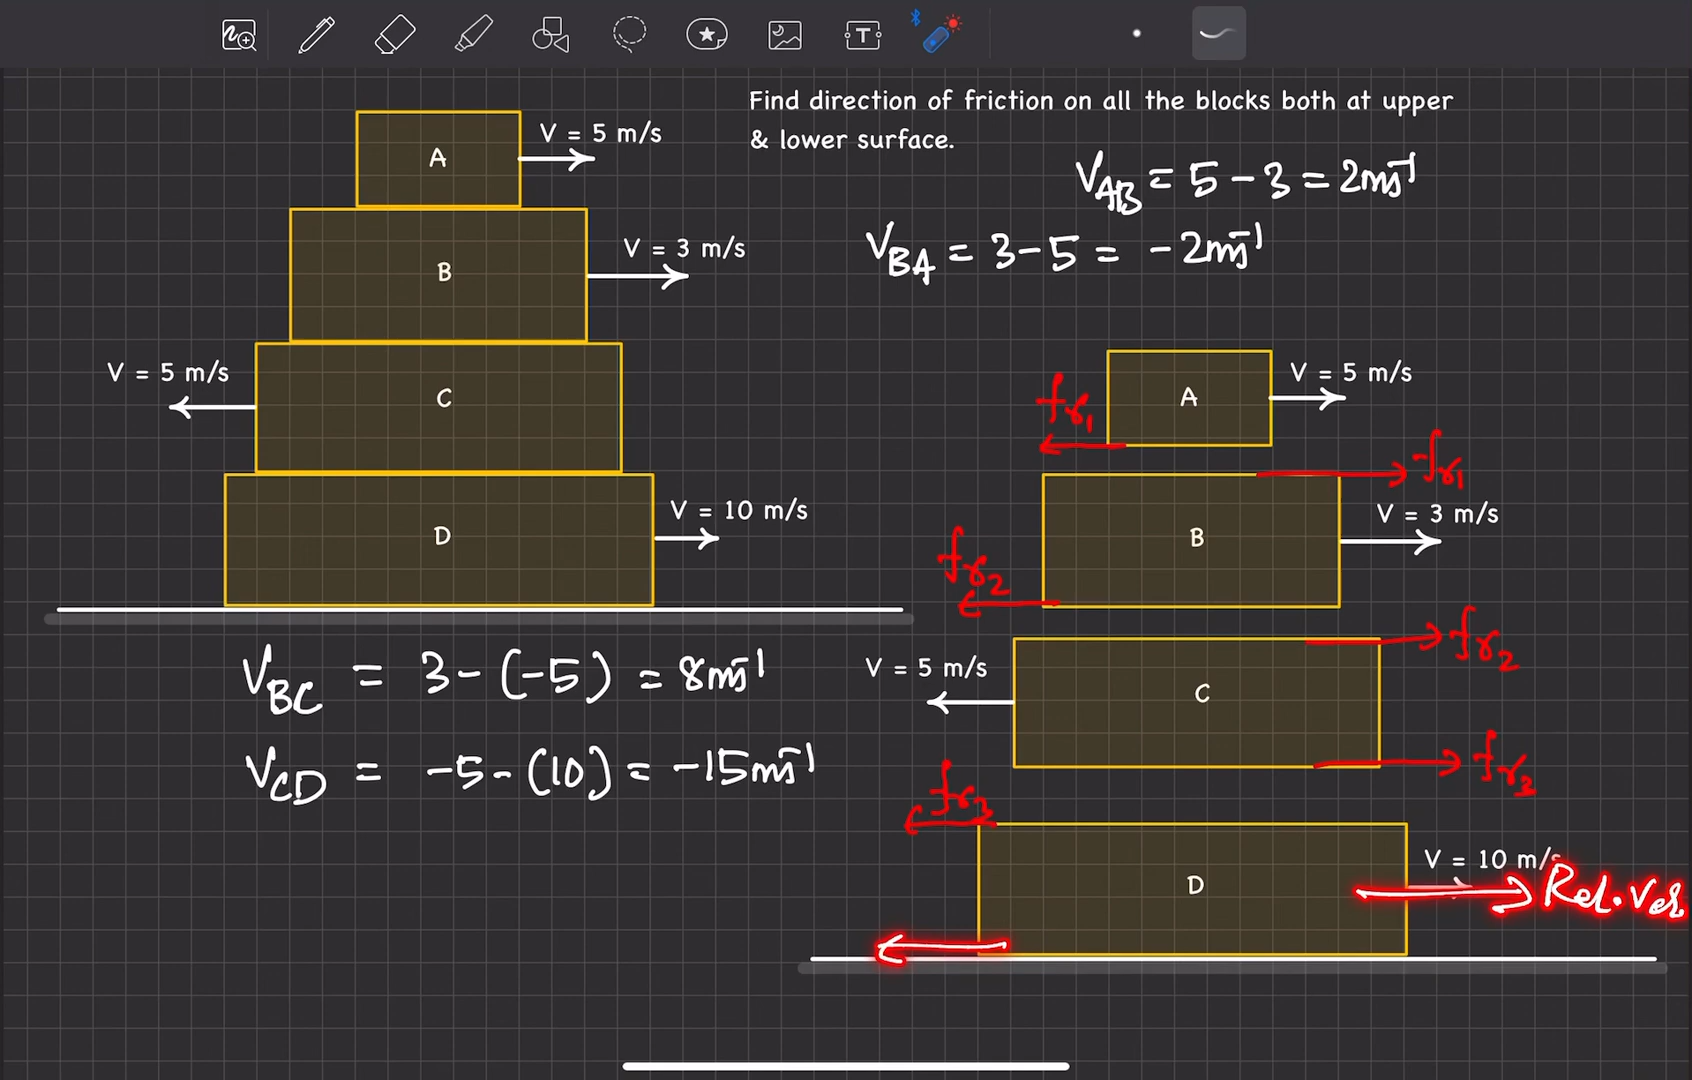 Find direction of friction on all the blocks both at upper
& lower surface.
A
V = 5 m/s
B
V = 3 m/s
V = 5 m/s
C
D
V = 10 m/s
V_AB = 5 - 3 = 2ms⁻¹
V_BA = 3 - 5 = -2ms⁻¹
V_BC = 3 - (-5) = 8ms⁻¹
V_CD = -5 - (10) = -15ms⁻¹
fr₁
A
V = 5 m/s
fr₁
B
V = 3 m/s
fr₂
fr₂
V = 5 m/s
C
fr₃
fr₃
D
V = 10 m/s
Rel. Vel.
T